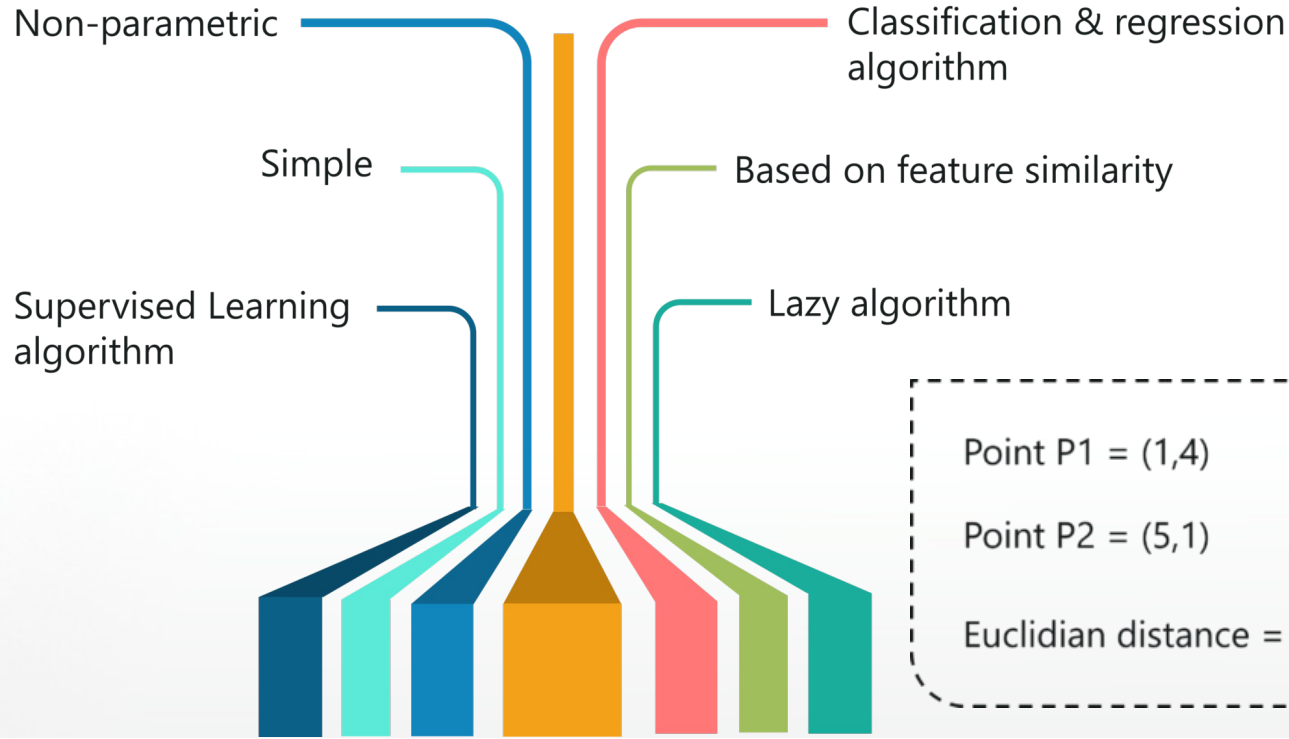 Non-parametric
Classification & regression
algorithm
Simple
Based on feature similarity
Supervised Learning
algorithm
Lazy algorithm
Point P1 = (1,4)
Point P2 = (5,1)
Euclidian distance =